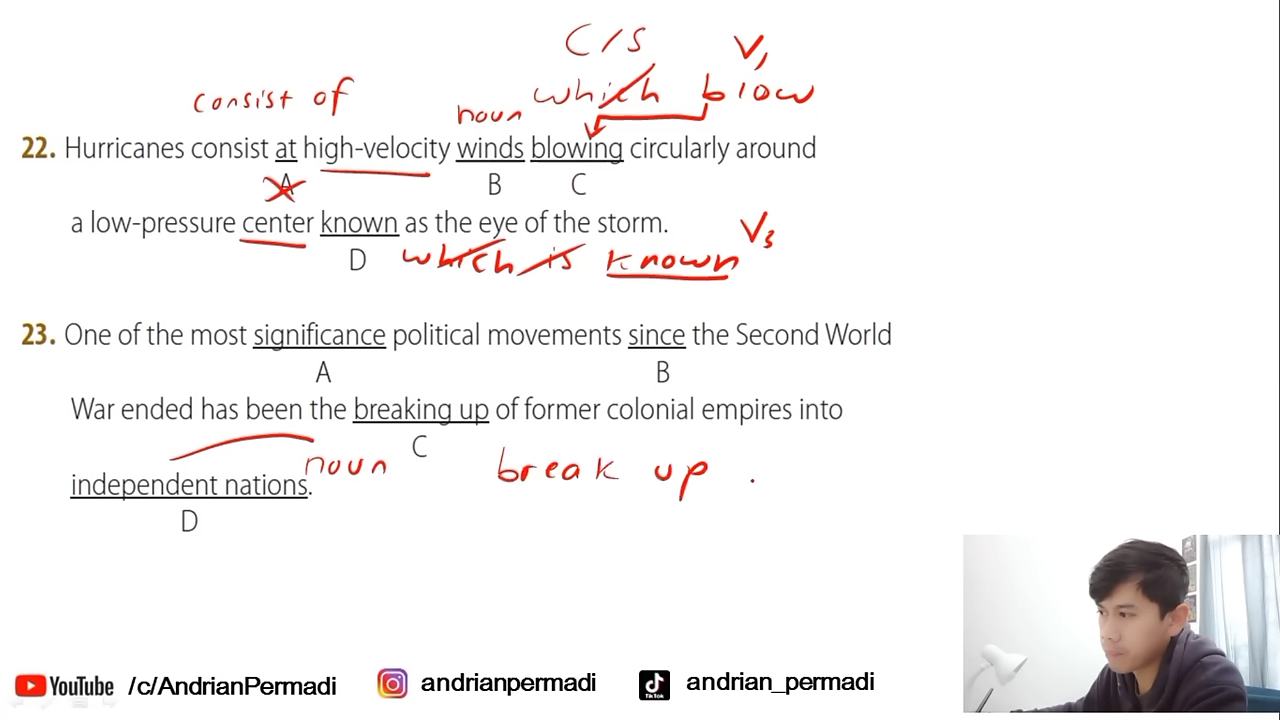 C/S V1
consist of noun which blow
22. Hurricanes consist at high-velocity winds blowing circularly around
A B C
a low-pressure center known as the eye of the storm. V3
D which is known
23. One of the most significance political movements since the Second World
A B
War ended has been the breaking up of former colonial empires into
C
noun break up .
independent nations.
D
YouTube /c/AndrianPermadi andrianpermadi TikTok andrian_permadi